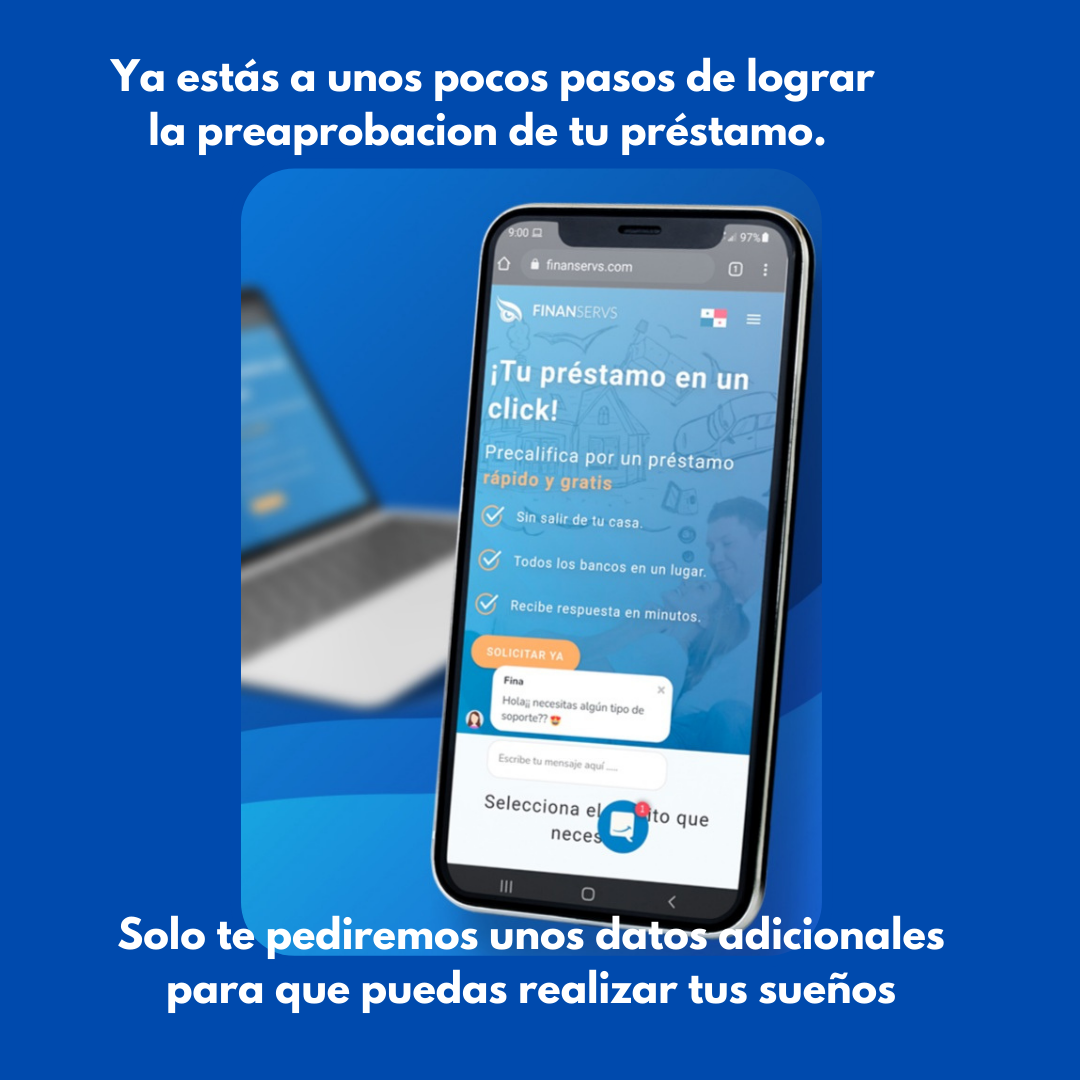 Ya estás a unos pocos pasos de lograr
la preaprobacion de tu préstamo.
9:00
97%
finanservs.com
1
FINANSERVS
¡Tu préstamo en un
click!
Precalifica por un préstamo
rápido y gratis
Sin salir de tu casa.
Todos los bancos en un lugar.
Recibe respuesta en minutos.
SOLICITAR YA
Fina
Hola¡¡ necesitas algún tipo de
soporte??
Escribe tu mensaje aquí .....
1
Selecciona el ito que
neces
Solo te pediremos unos datos adicionales
para que puedas realizar tus sueños